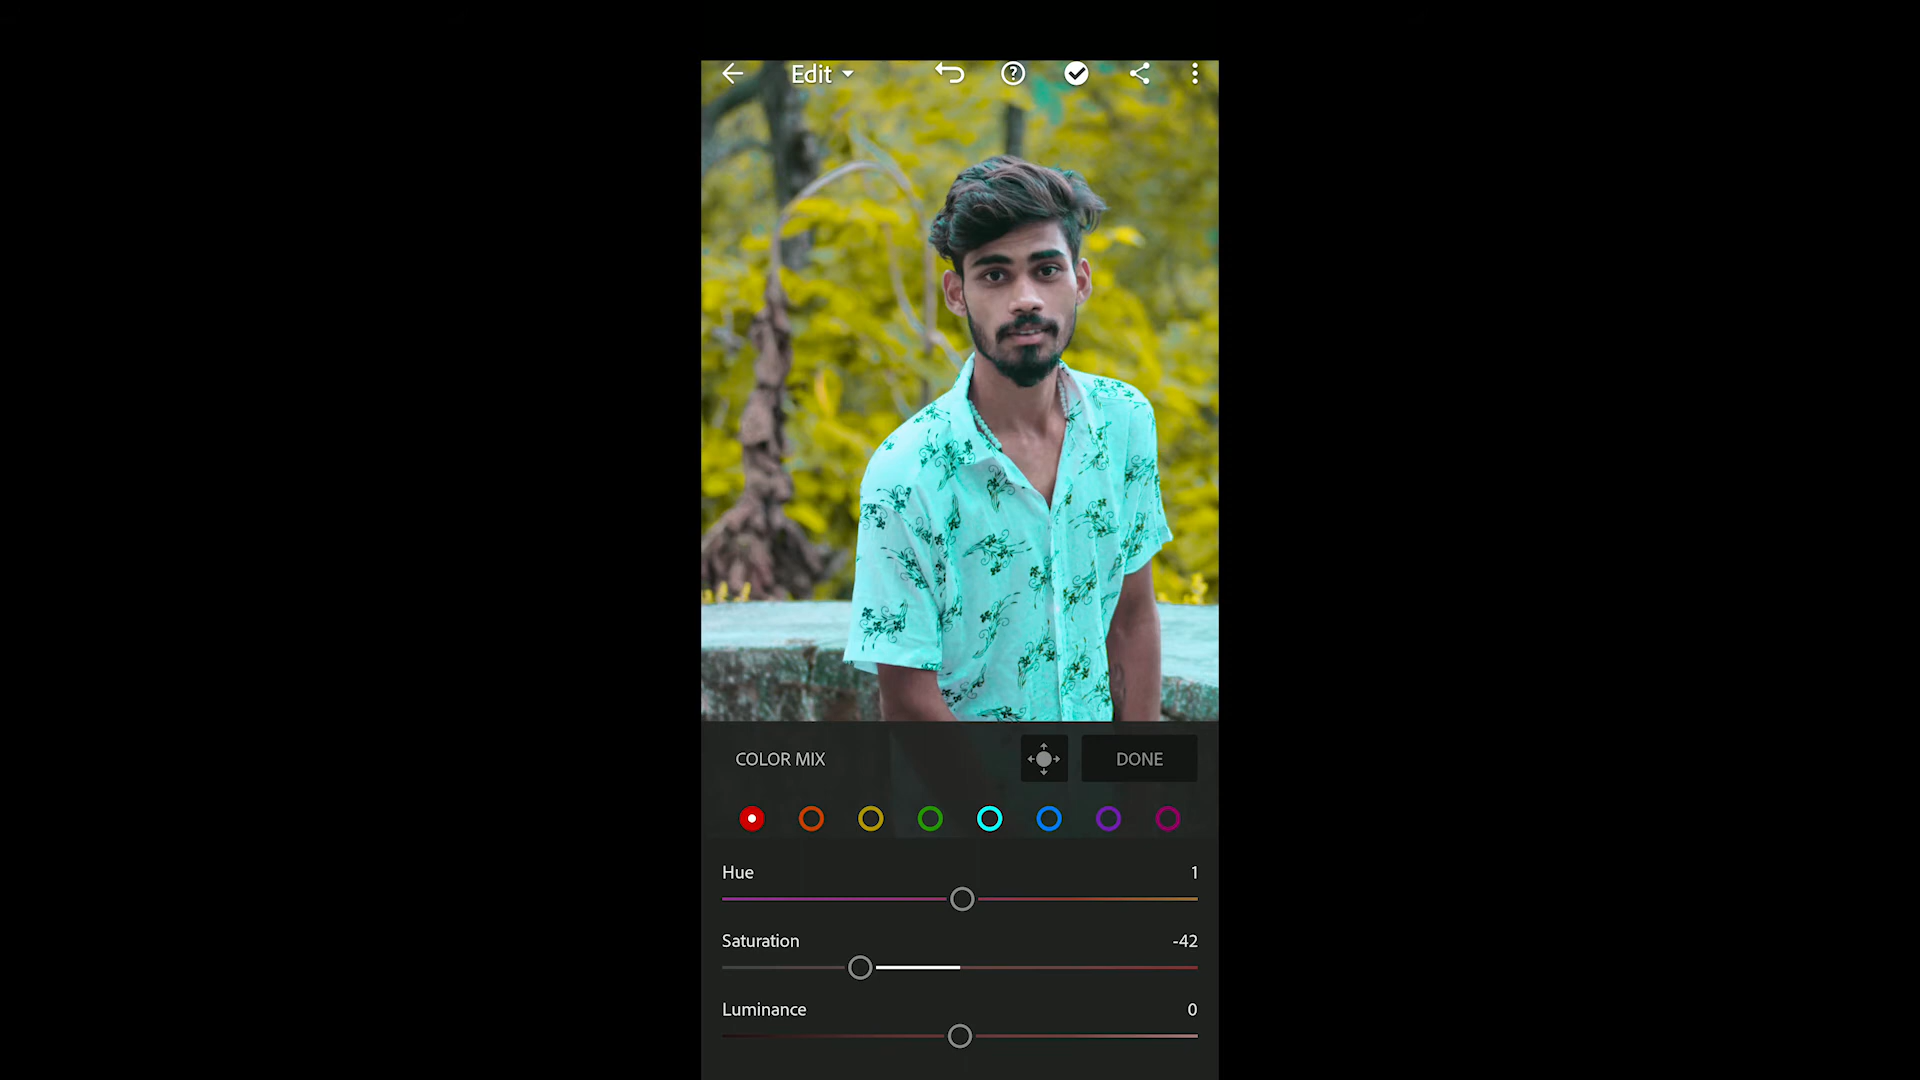 Edit
COLOR MIX
DONE
Hue 1
Saturation -42
Luminance 0